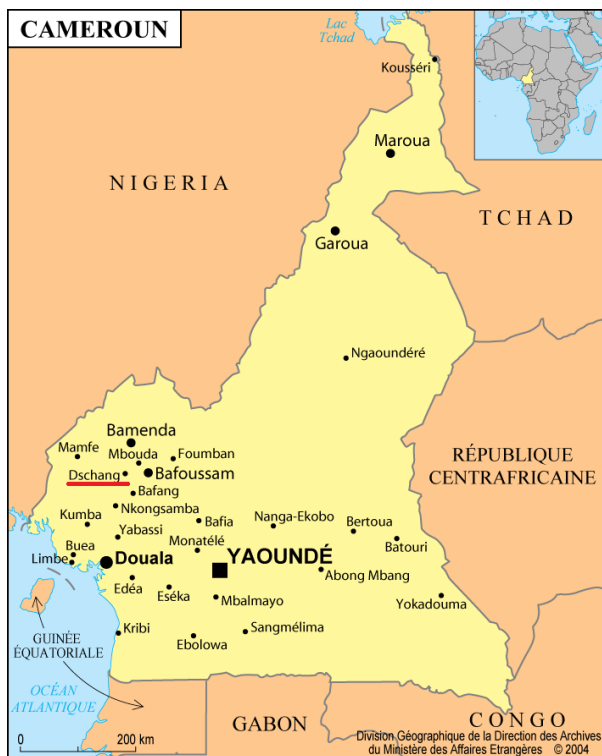 CAMEROUN
Lac
Tchad
Kousséri
Maroua
NIGERIA
TCHAD
Garoua
Ngaoundéré
Bamenda
Mamfe
Mbouda
Foumban
Dschang
Bafoussam
Bafang
RÉPUBLIQUE
CENTRAFRICAINE
Nkongsamba
Kumba
Bafia
Nanga-Ekobo
Bertoua
Yabassi
Batouri
Buea
Monatélé
Limbe
Douala
YAOUNDÉ
Abong Mbang
Edéa
Eséka
Mbalmayo
Yokadouma
Kribi
Ebolowa
Sangmélima
GUINÉE
ÉQUATORIALE
OCÉAN
ATLANTIQUE
GABON
CONGO
0 200 km
Division Géographique de la Direction des Archives
du Ministère des Affaires Etrangères © 2004